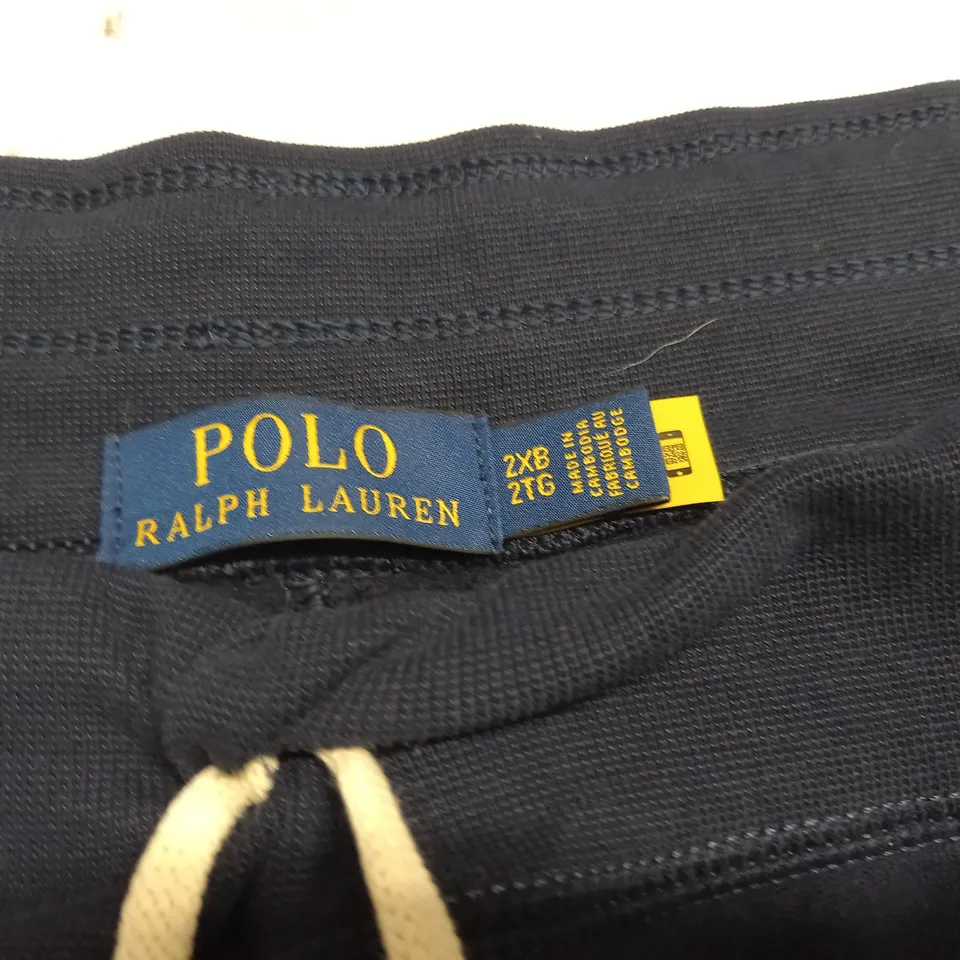 POLO
RALPH LAUREN
2XB
2TG
MADE IN
CAMBODIA
FABRIQUÉ AU
CAMBODGE